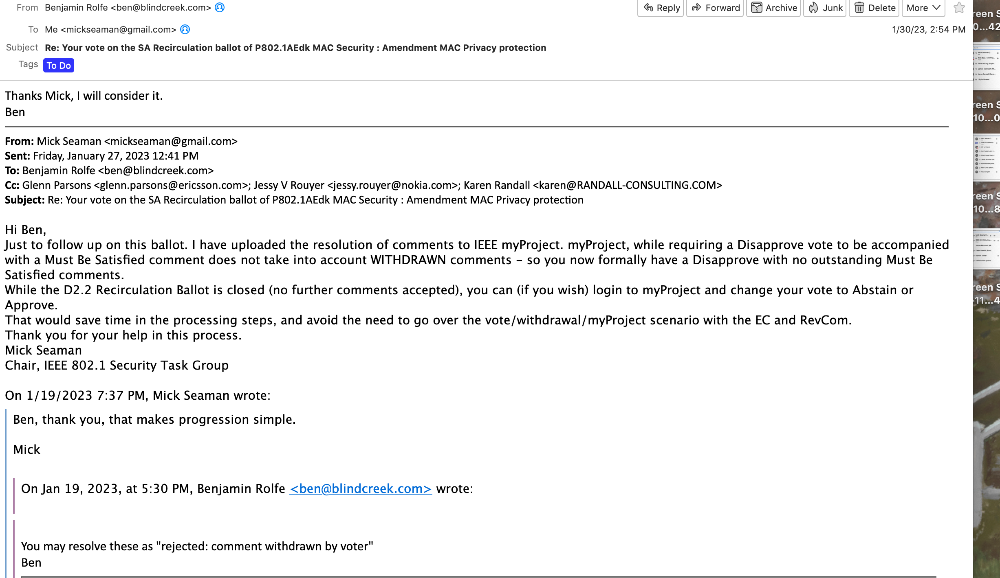 From Benjamin Rolfe <ben@blindcreek.com>
Reply Forward Archive Junk Delete More
To Me <mickseaman@gmail.com>
1/30/23, 2:54 PM
Subject Re: Your vote on the SA Recirculation ballot of P802.1AEdk MAC Security : Amendment MAC Privacy protection
Tags To Do
Thanks Mick, I will consider it.
Ben
From: Mick Seaman <mickseaman@gmail.com>
Sent: Friday, January 27, 2023 12:41 PM
To: Benjamin Rolfe <ben@blindcreek.com>
Cc: Glenn Parsons <glenn.parsons@ericsson.com>; Jessy V Rouyer <jessy.rouyer@nokia.com>; Karen Randall <karen@RANDALL-CONSULTING.COM>
Subject: Re: Your vote on the SA Recirculation ballot of P802.1AEdk MAC Security : Amendment MAC Privacy protection
Hi Ben,
Just to follow up on this ballot. I have uploaded the resolution of comments to IEEE myProject. myProject, while requiring a Disapprove vote to be accompanied
with a Must Be Satisfied comment does not take into account WITHDRAWN comments – so you now formally have a Disapprove with no outstanding Must Be
Satisfied comments.
While the D2.2 Recirculation Ballot is closed (no further comments accepted), you can (if you wish) login to myProject and change your vote to Abstain or
Approve.
That would save time in the processing steps, and avoid the need to go over the vote/withdrawal/myProject scenario with the EC and RevCom.
Thank you for your help in this process.
Mick Seaman
Chair, IEEE 802.1 Security Task Group
On 1/19/2023 7:37 PM, Mick Seaman wrote:
Ben, thank you, that makes progression simple.
Mick
On Jan 19, 2023, at 5:30 PM, Benjamin Rolfe <ben@blindcreek.com> wrote:
You may resolve these as "rejected: comment withdrawn by voter"
Ben
reen S
0...42
reen S
10...0
reen S
10...8
reen S
-11...4